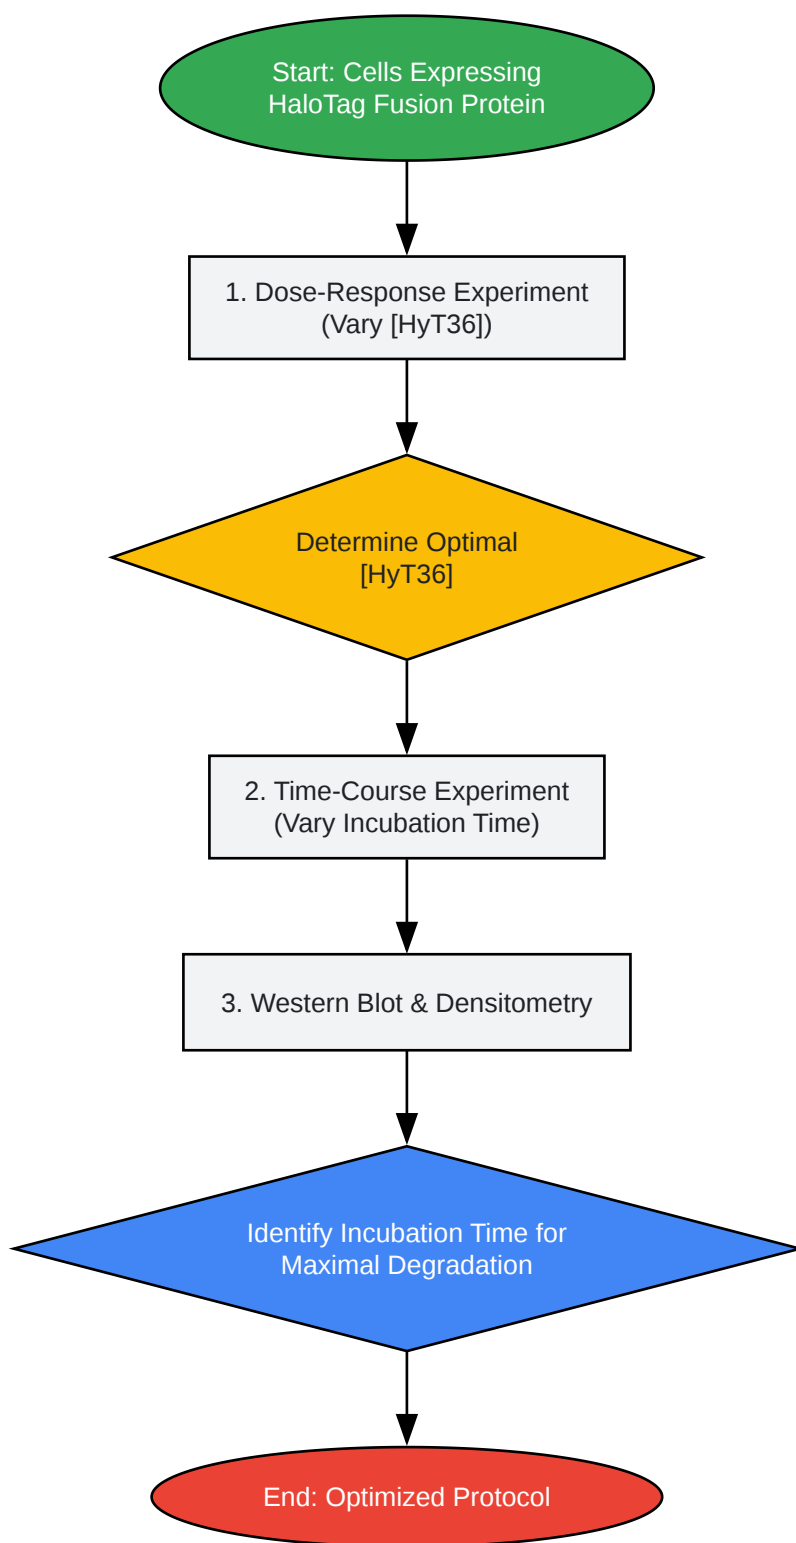 Start: Cells Expressing
HaloTag Fusion Protein
1. Dose-Response Experiment
(Vary [HyT36])
Determine Optimal
[HyT36]
2. Time-Course Experiment
(Vary Incubation Time)
3. Western Blot & Densitometry
Identify Incubation Time for
Maximal Degradation
End: Optimized Protocol